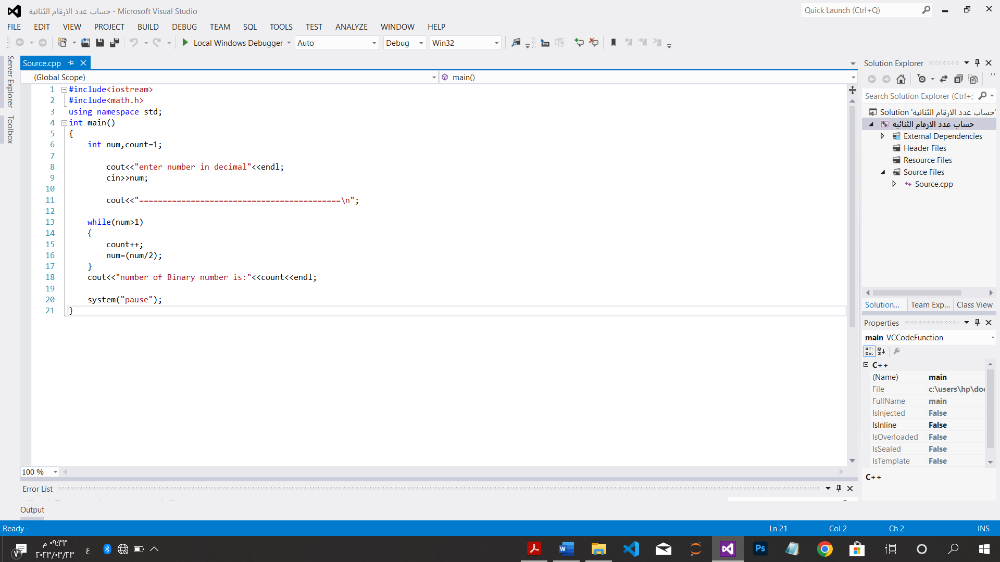 حساب عدد الارقام الثنائية - Microsoft Visual Studio
Quick Launch (Ctrl+Q)
FILE EDIT VIEW PROJECT BUILD DEBUG TEAM SQL TOOLS TEST ANALYZE WINDOW HELP
Local Windows Debugger Auto Debug Win32
Server Explorer
Toolbox
Source.cpp
(Global Scope) main()
1 #include<iostream>
2 #include<math.h>
3 using namespace std;
4 int main()
5 {
6 int num,count=1;
7
8 cout<<"enter number in decimal"<<endl;
9 cin>>num;
10
11 cout<<"===========================================\n";
12
13 while(num>1)
14 {
15 count++;
16 num=(num/2);
17 }
18 cout<<"number of Binary number is:"<<count<<endl;
19
20 system("pause");
21 }
100 %
Error List
Output
Solution Explorer
Search Solution Explorer (Ctrl+;)
Solution 'حساب عدد الارقام الثنائية'
حساب عدد الارقام الثنائية
External Dependencies
Header Files
Resource Files
Source Files
Source.cpp
Solution... Team Exp... Class View
Properties
main VCCodeFunction
C++
(Name) main
File c:\users\hp\doc
FullName main
IsInjected False
IsInline False
IsOverloaded False
IsSealed False
IsTemplate False
C++
Ready Ln 21 Col 2 Ch 2 INS
٠٩:٣٣ م
٢٠٢٣/٠٣/٢٣
ع
٧
W
Ps